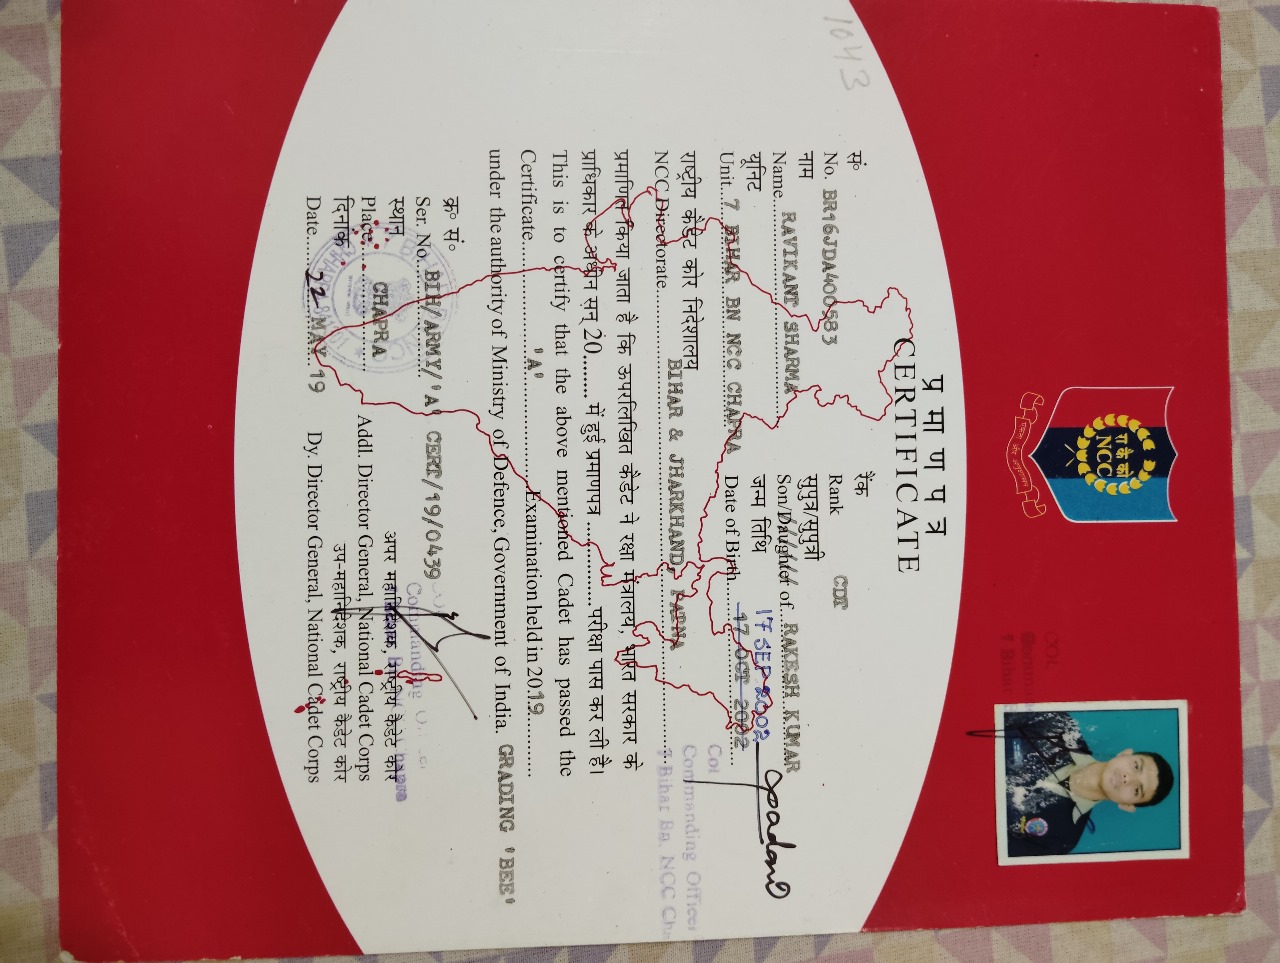 1043
रा कै को
NCC
प्र मा ण प त्र
CERTIFICATE
सं०
No. BR16JDA400583
रैंक
Rank CDT
नाम
Name......RAVIKANT SHARMA
सुपुत्र/सुपुत्री
Son/Daughter of...RAKESH KUMAR
यूनिट
Unit...7 BIHAR BN NCC CHAPRA
जन्म तिथि
17 SEP 2002
Date of Birth...17 OCT 2002
राष्ट्रीय कैडेट कोर निदेशालय
NCC Directorate..........BIHAR & JHARKHAND, PATNA
Col
Commanding Officer
7 Bihar Bn. NCC
प्रमाणित किया जाता है कि ऊपरलिखित कैडेट ने रक्षा मंत्रालय, भारत सरकार के
प्राधिकार के अधीन सन् 20......... में हुई प्रमाणपत्र ...............परीक्षा पास कर ली है।
This is to certify that the above mentioned Cadet has passed the
Certificate...............'A'...............Examination held in 2019
under the authority of Ministry of Defence, Government of India. GRADING 'BEE'
क्र० सं०
Ser. No..BIH/ARMY/'A' CERT/19/0439
स्थान
Place......CHAPRA
दिनांक
Date....22 MAY 19
Commanding
अपर महानिदेशक, राष्ट्रीय कैडेट कोर
Addl. Director General, National Cadet Corps
उप-महानिदेशक, राष्ट्रीय कैडेट कोर
Dy. Director General, National Cadet Corps